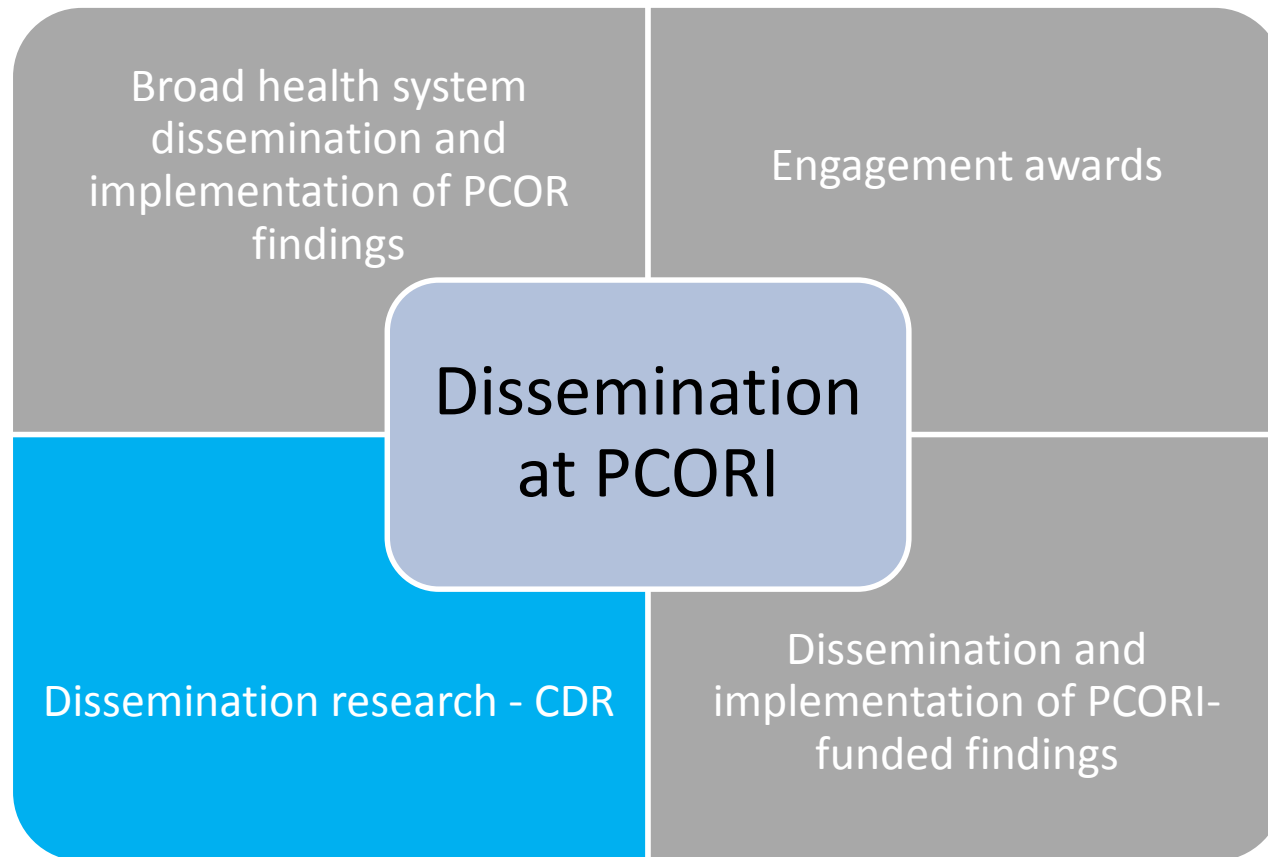 Broad health system
dissemination and
implementation of PCOR
findings
Engagement awards
Dissemination
at PCORI
Dissemination research - CDR
Dissemination and
implementation of PCORI-
funded findings